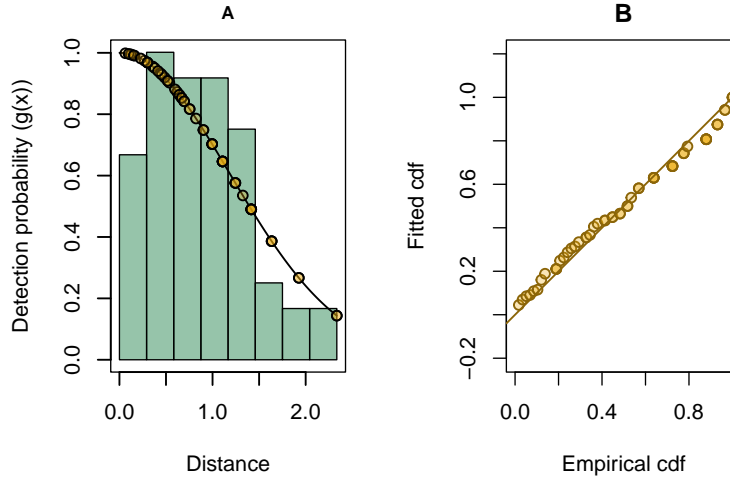 A
Detection probability (g(x))
1.0
0.8
0.6
0.4
0.2
0.0
0.0 1.0 2.0
Distance
B
Fitted cdf
1.0
0.6
0.2
−0.2
0.0 0.4 0.8
Empirical cdf